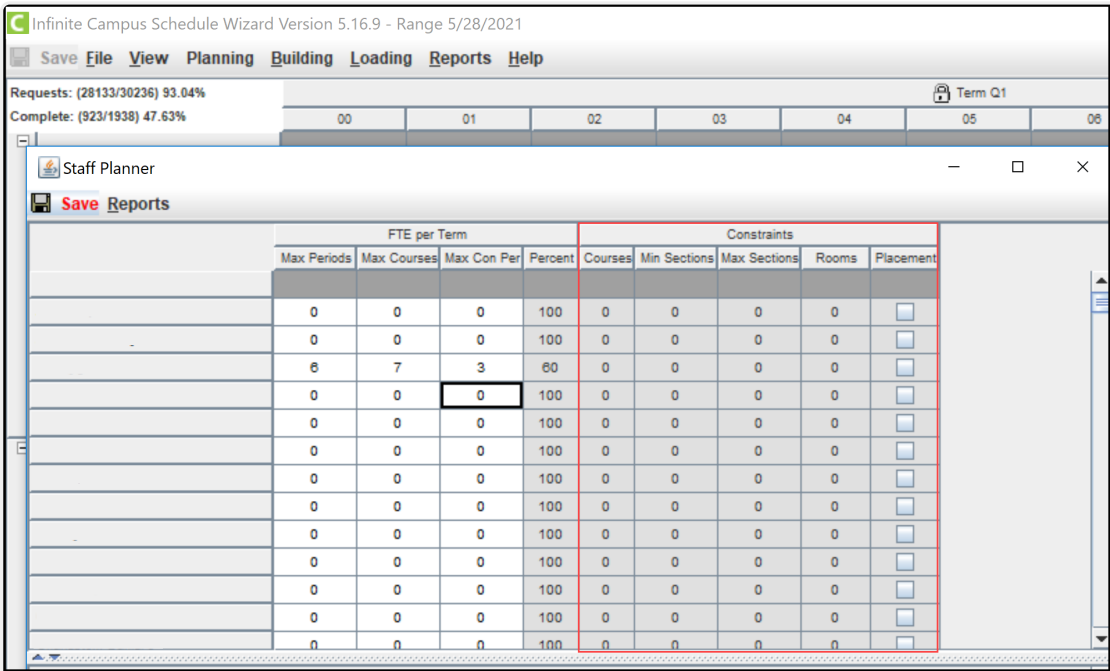 C Infinite Campus Schedule Wizard Version 5.16.9 - Range 5/28/2021
Save File View Planning Building Loading Reports Help
Requests: (28133/30236) 93.04%
Term Q1
Complete: (923/1938) 47.63%
00 01 02 03 04 05 06
Staff Planner
Save Reports
FTE per Term Constraints
Max Periods Max Courses Max Con Per Percent Courses Min Sections Max Sections Rooms Placement
0 0 0 100 0 0 0 0
0 0 0 100 0 0 0 0
6 7 3 60 0 0 0 0
0 0 0 100 0 0 0 0
0 0 0 100 0 0 0 0
0 0 0 100 0 0 0 0
0 0 0 100 0 0 0 0
0 0 0 100 0 0 0 0
0 0 0 100 0 0 0 0
0 0 0 100 0 0 0 0
0 0 0 100 0 0 0 0
0 0 0 100 0 0 0 0
0 0 0 100 0 0 0 0